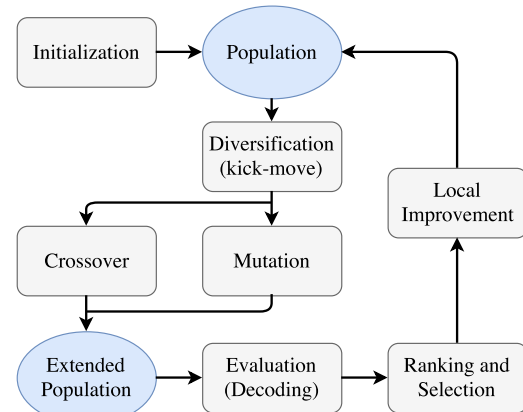 Initialization
Population
Diversification
(kick-move)
Local
Improvement
Crossover
Mutation
Extended
Population
Evaluation
(Decoding)
Ranking and
Selection